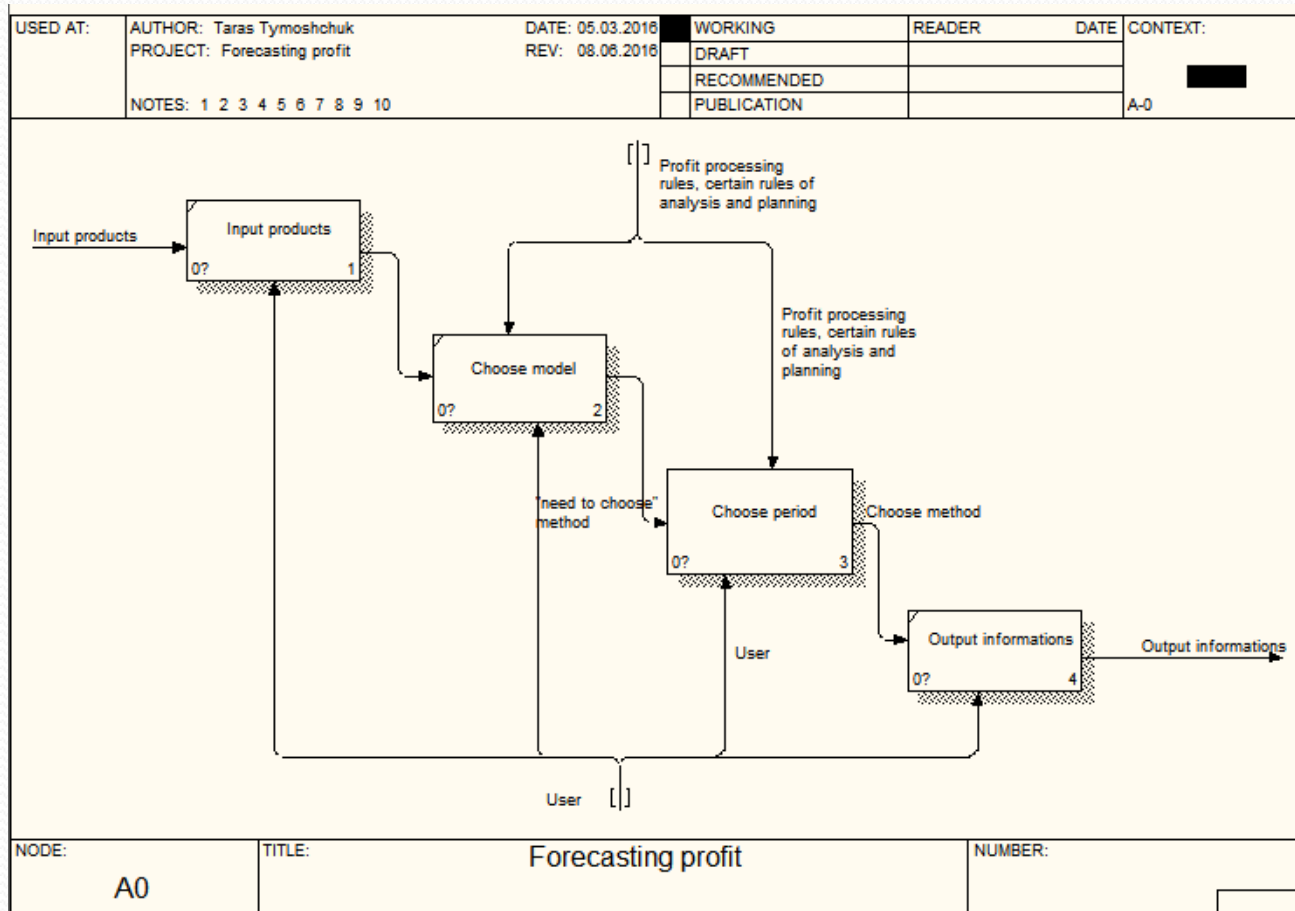 USED AT:
AUTHOR: Taras Tymoshchuk
DATE: 05.03.2016
PROJECT: Forecasting profit
REV: 08.06.2016
NOTES: 1 2 3 4 5 6 7 8 9 10
WORKING
DRAFT
RECOMMENDED
PUBLICATION
READER
DATE
CONTEXT:
A-0
Profit processing
rules, certain rules of
analysis and planning
Input products
Input products
0?
1
Profit processing
rules, certain rules
of analysis and
planning
Choose model
0?
2
"need to choose"
method
Choose period
0?
3
Choose method
User
Output informations
0?
4
Output informations
User
NODE:
A0
TITLE:
Forecasting profit
NUMBER: